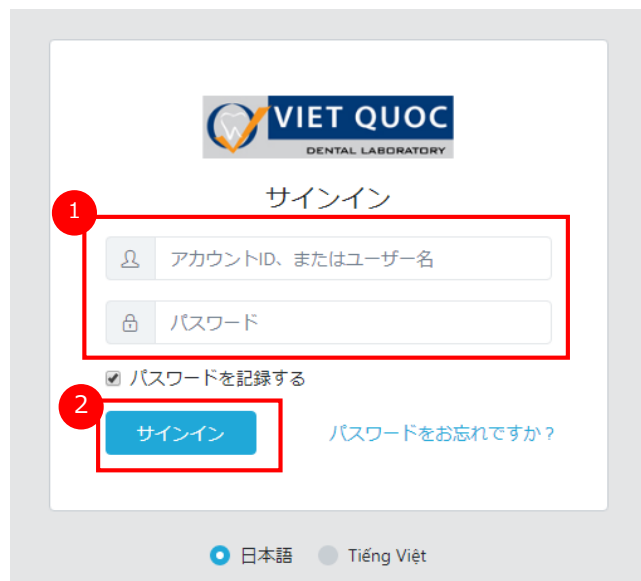 VIET QUOC
DENTAL LABORATORY
サインイン
1
アカウントID、またはユーザー名
パスワード
パスワードを記録する
2
サインイン パスワードをお忘れですか？
日本語 Tiếng Việt